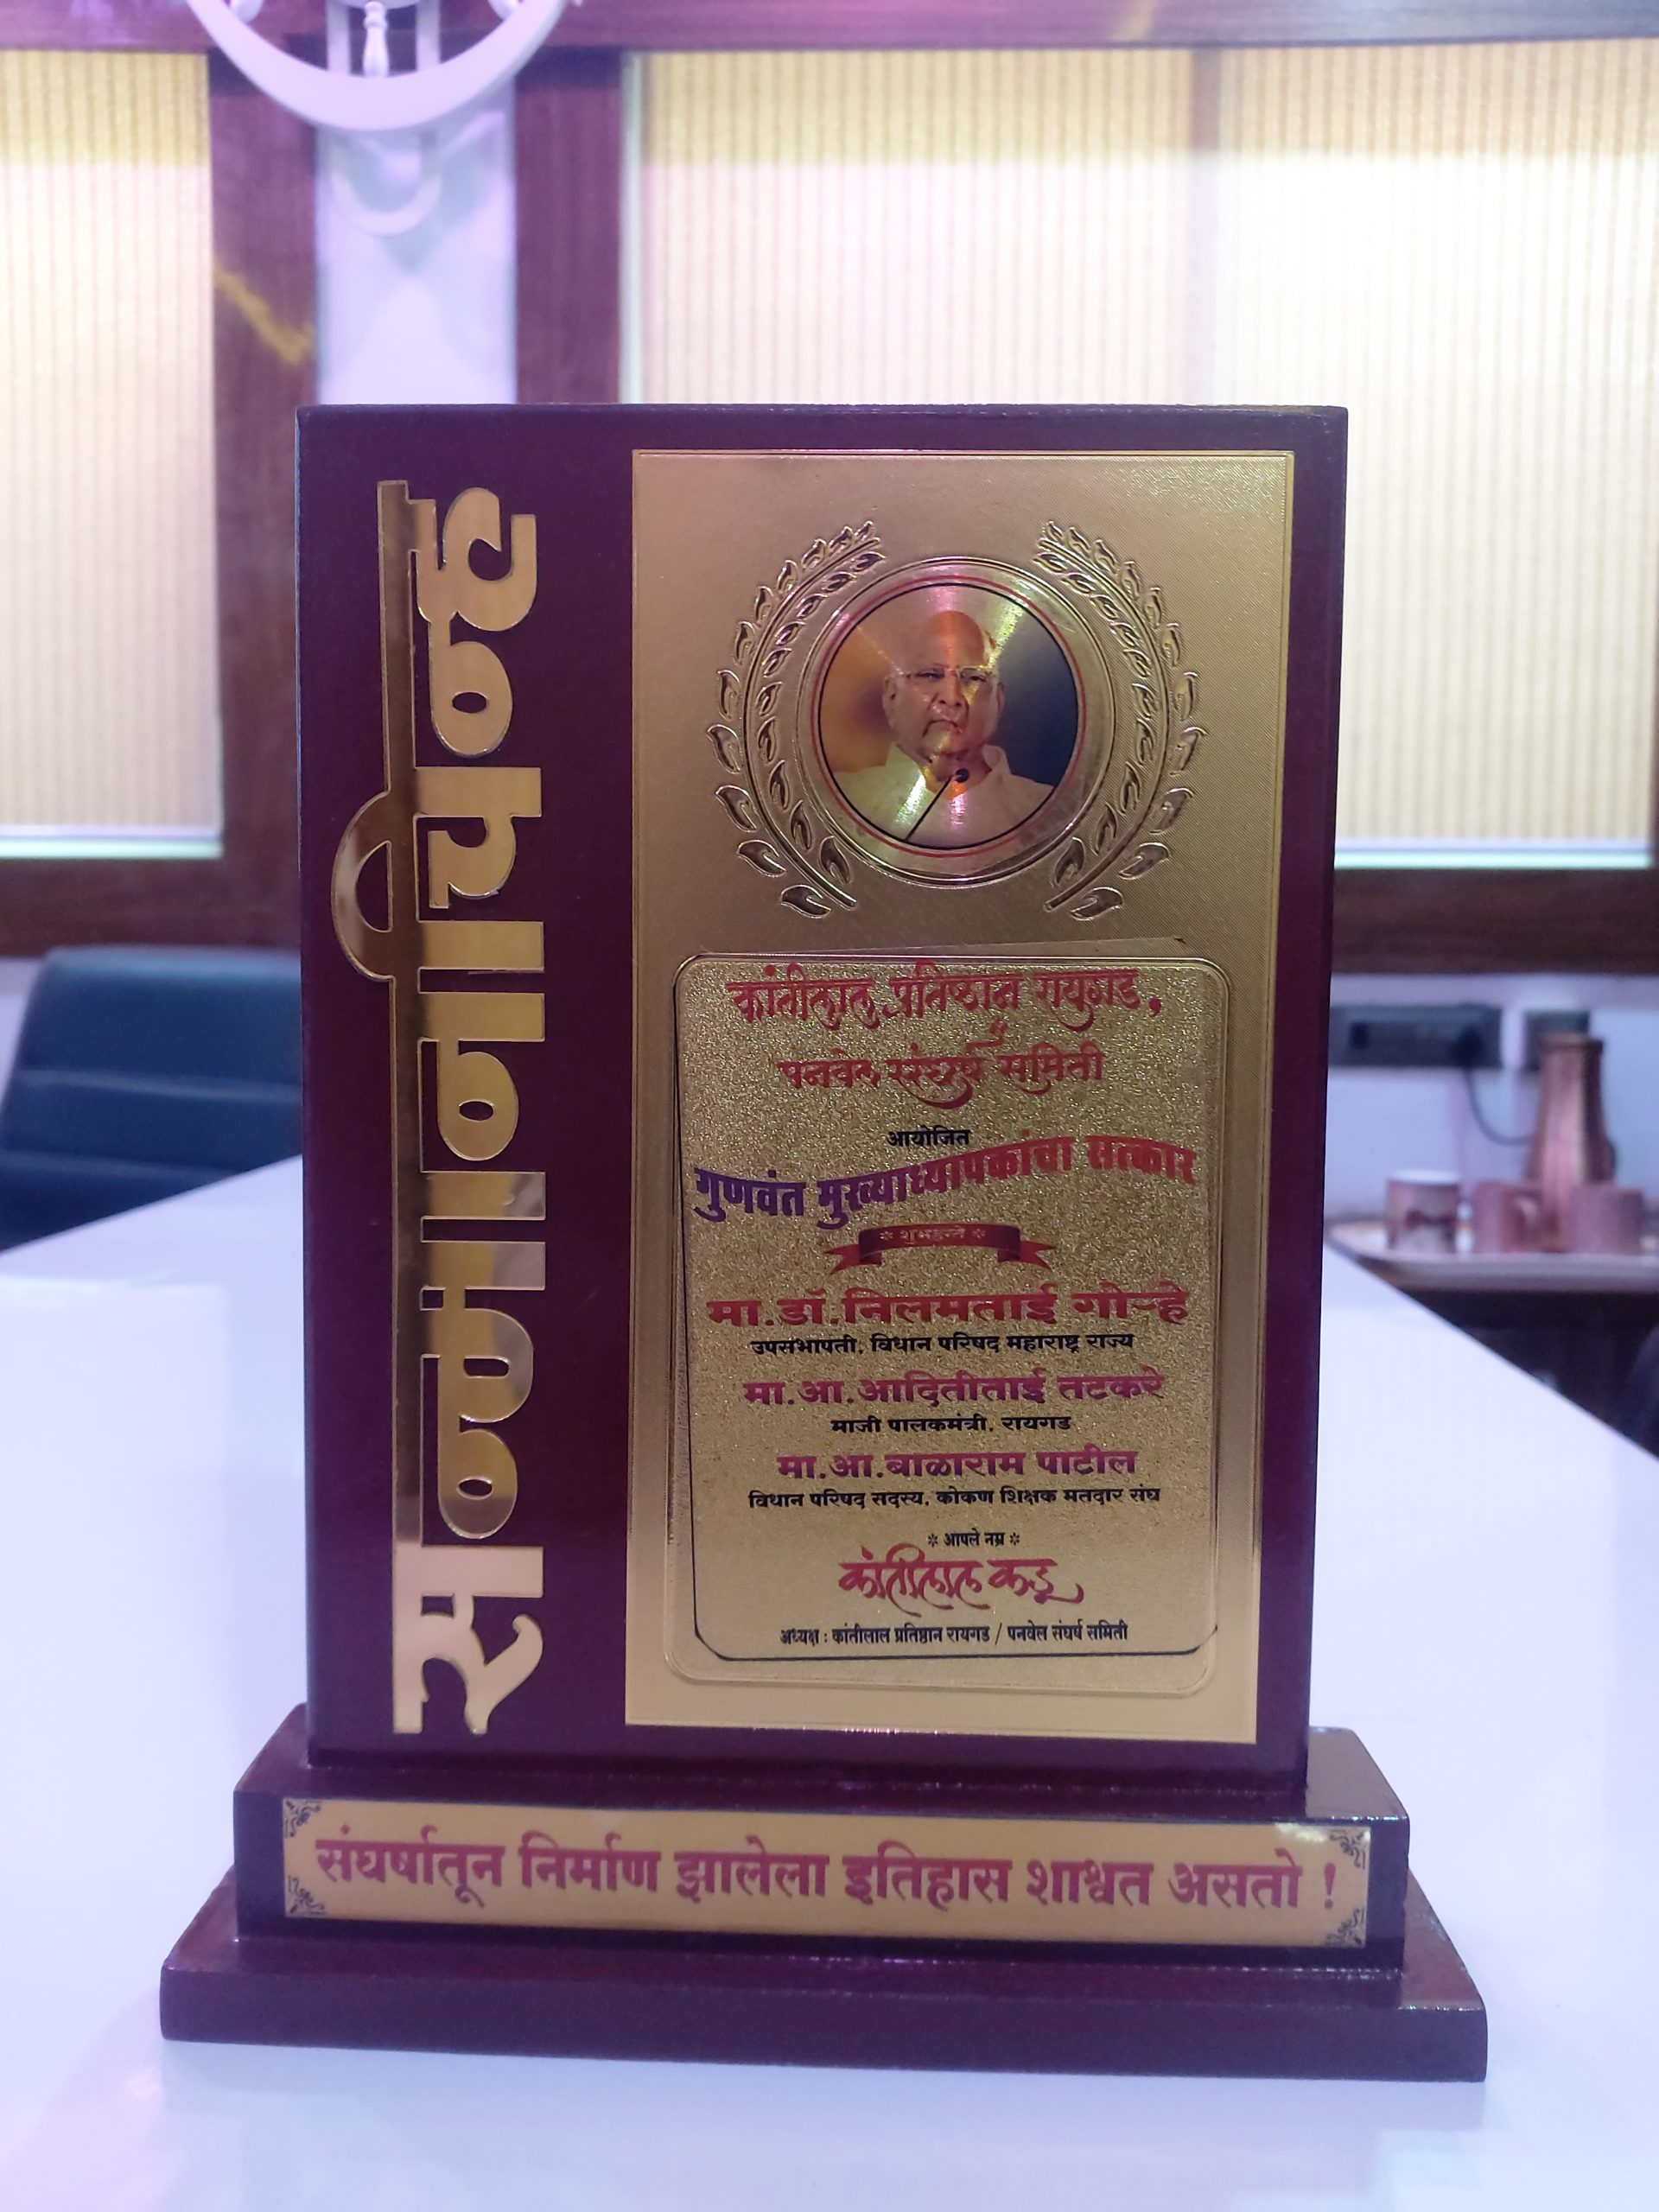 सन्मानचिन्ह
कांतीलाल प्रतिष्ठान रायगड,
पनवेल संघर्ष समिती
आयोजित
गुणवंत मुख्याध्यापकांचा सत्कार
* शुभहस्ते *
मा.डॉ.निलमताई गोऱ्हे
उपसभापती, विधान परिषद महाराष्ट्र राज्य
मा.आ.आदितीताई तटकरे
माजी पालकमंत्री, रायगड
मा.आ.बाळाराम पाटील
विधान परिषद सदस्य, कोकण शिक्षक मतदार संघ
* आपले नम्र *
कांतीलाल कडू
अध्यक्ष : कांतीलाल प्रतिष्ठान रायगड / पनवेल संघर्ष समिती
संघर्षातून निर्माण झालेला इतिहास शाश्वत असतो !